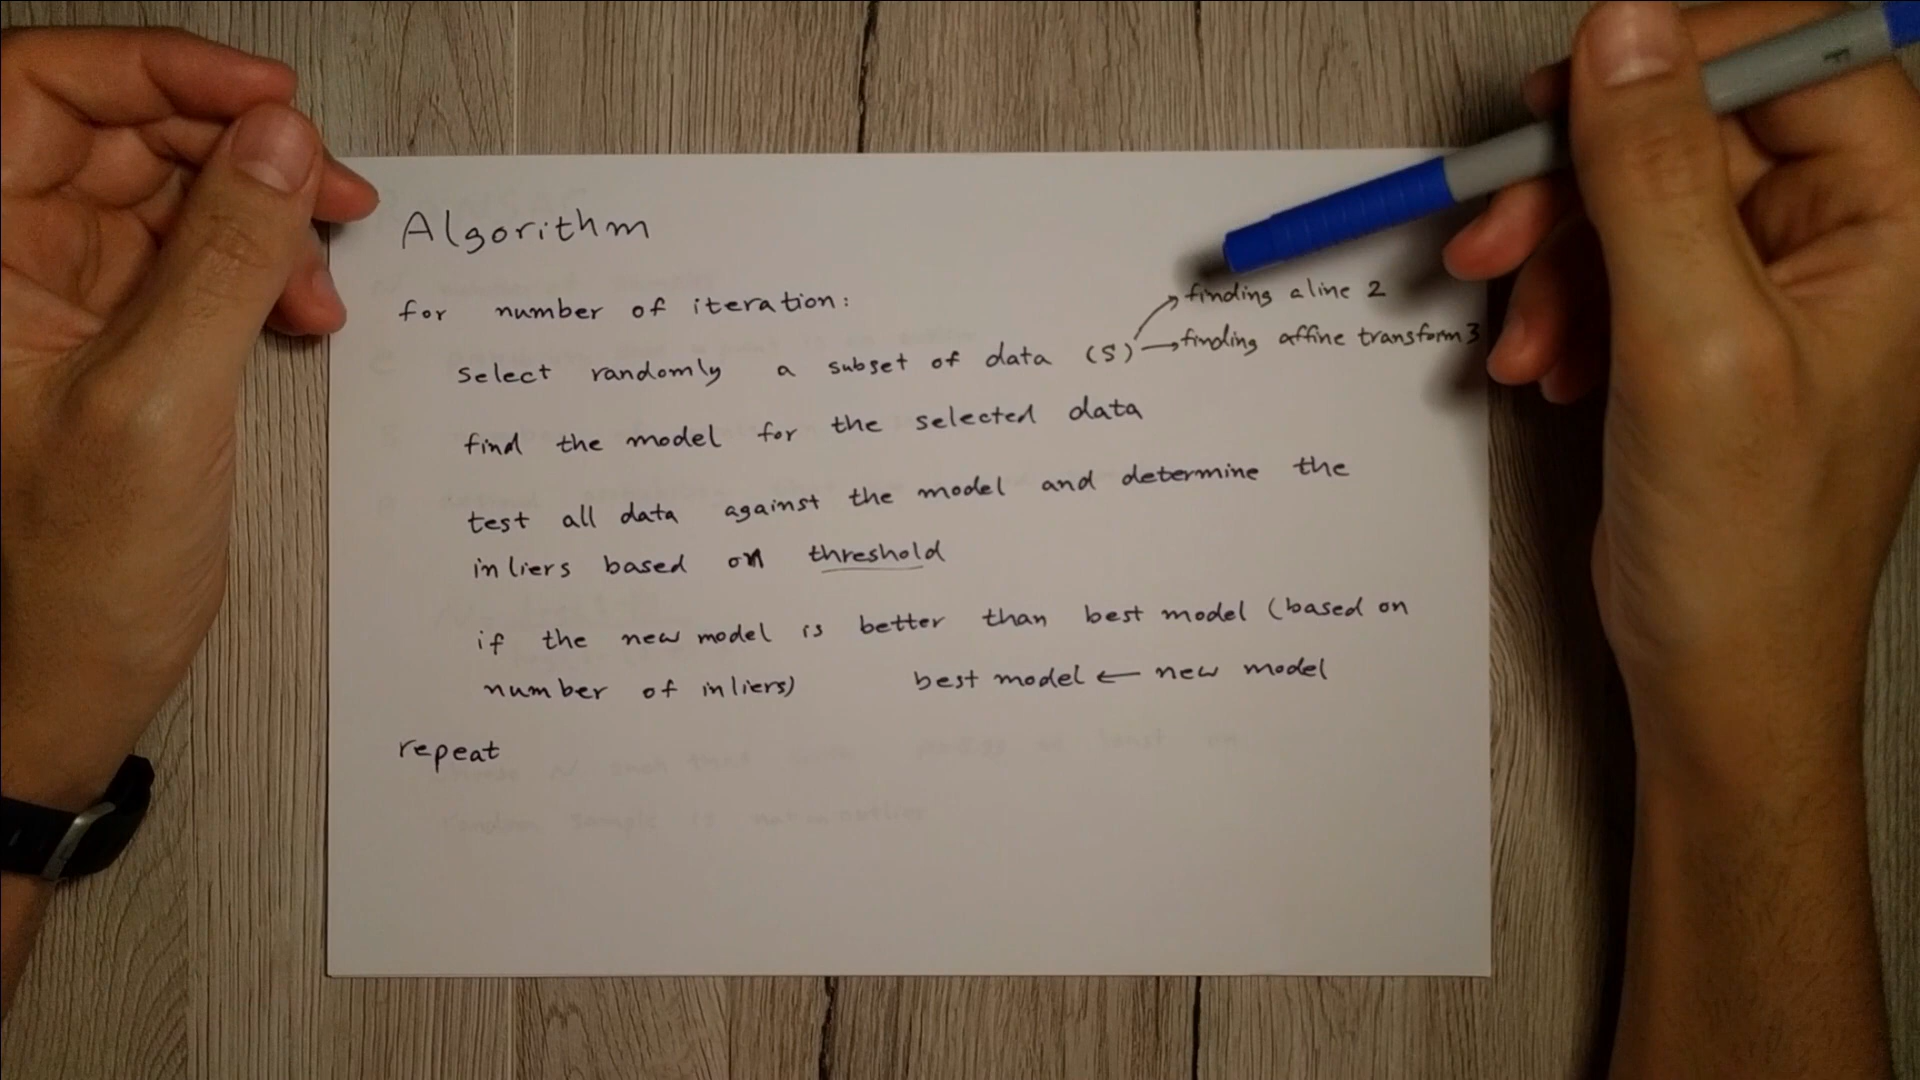 Algorithm
for number of iteration:
finding a line 2
select randomly a subset of data (S) → finding affine transform 3
find the model for the selected data
test all data against the model and determine the
inliers based on threshold
if the new model is better than best model (based on
number of inliers) best model ← new model
repeat